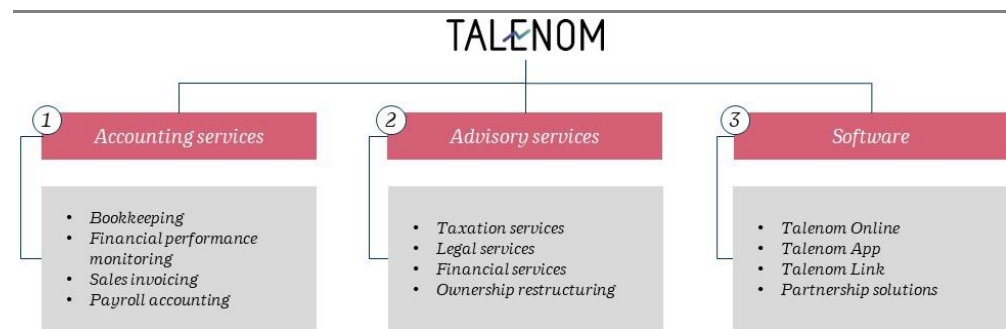 TALENOM
1
Accounting services
2
Advisory services
3
Software
• Bookkeeping
• Financial performance
monitoring
• Sales invoicing
• Payroll accounting
• Taxation services
• Legal services
• Financial services
• Ownership restructuring
• Talenom Online
• Talenom App
• Talenom Link
• Partnership solutions